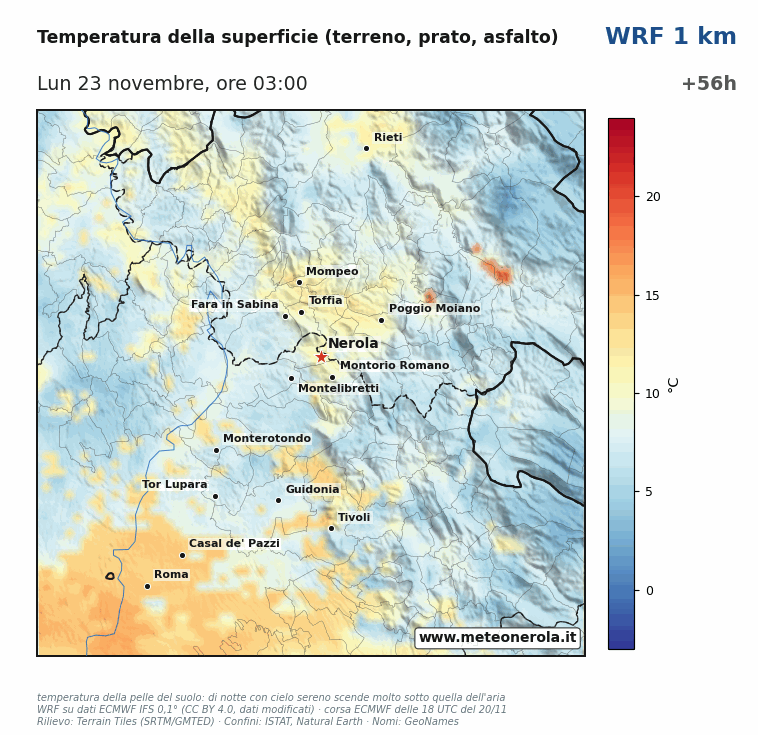 Temperatura della superficie (terreno, prato, asfalto)
WRF 1 km
Lun 23 novembre, ore 03:00
+56h
Rieti
Mompeo
Fara in Sabina
Toffia
Poggio Moiano
Nerola
Montorio Romano
Montelibretti
Monterotondo
Tor Lupara
Guidonia
Tivoli
Casal de' Pazzi
Roma
www.meteonerola.it
20
15
10
5
0
°C
temperatura della pelle del suolo: di notte con cielo sereno scende molto sotto quella dell'aria
WRF su dati ECMWF IFS 0,1° (CC BY 4.0, dati modificati) · corsa ECMWF delle 18 UTC del 20/11
Rilievo: Terrain Tiles (SRTM/GMTED) · Confini: ISTAT, Natural Earth · Nomi: GeoNames